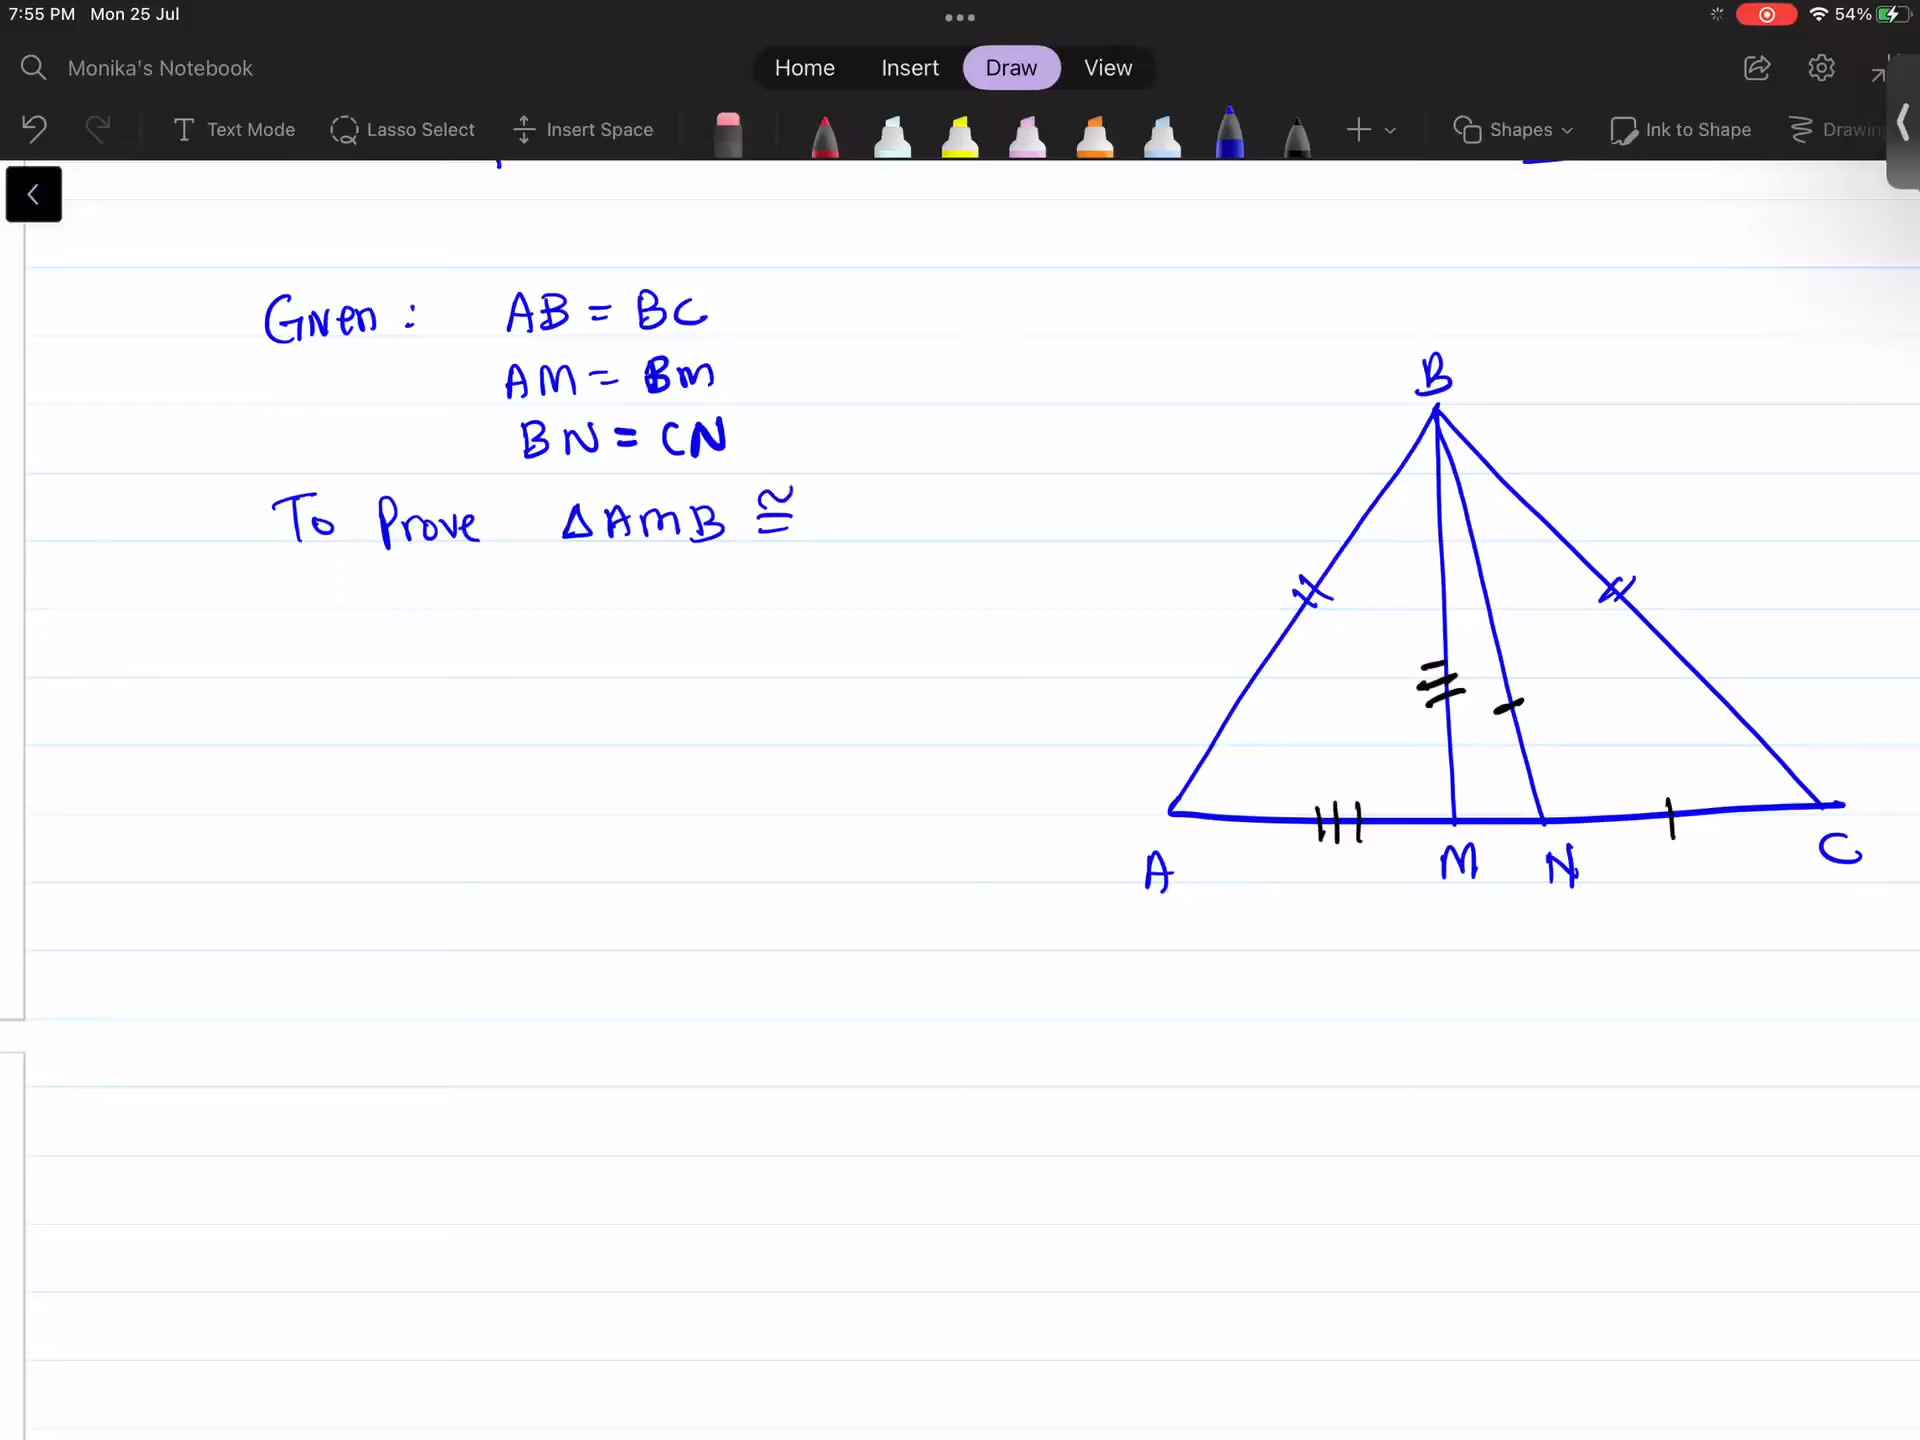 7:55 PM Mon 25 Jul
54%
Monika's Notebook
Home Insert Draw View
Text Mode Lasso Select Insert Space
Shapes Ink to Shape Drawin
Given : AB = BC
AM = BM
BN = CN
To Prove ΔAMB ≅
B
A M N C